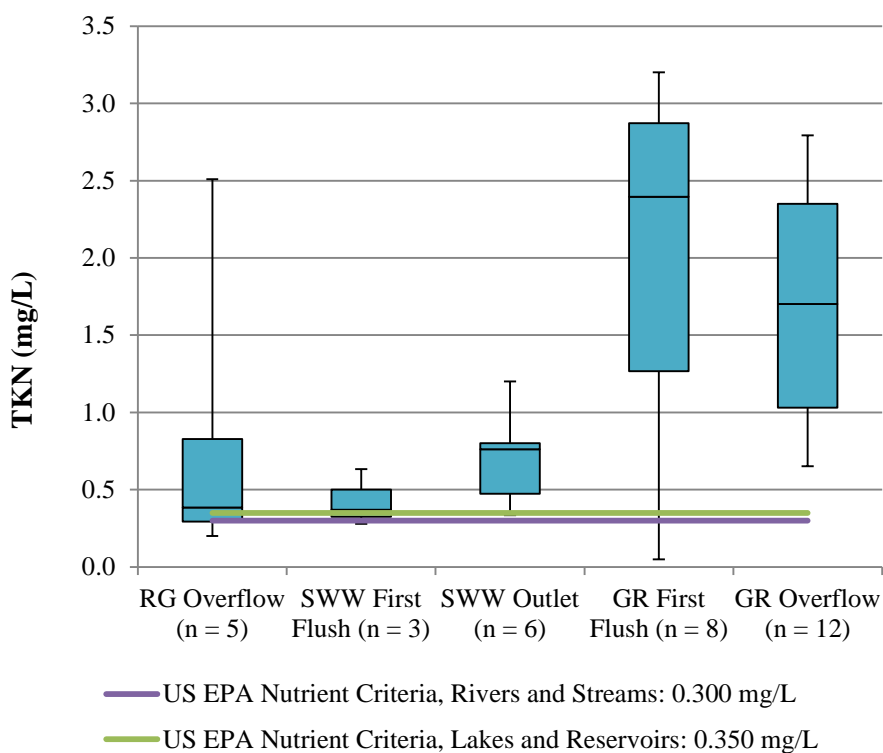 3.5
3.0
2.5
2.0
1.5
1.0
0.5
0.0
TKN (mg/L)
RG Overflow
(n = 5)
SWW First
Flush (n = 3)
SWW Outlet
(n = 6)
GR First
Flush (n = 8)
GR Overflow
(n = 12)
US EPA Nutrient Criteria, Rivers and Streams: 0.300 mg/L
US EPA Nutrient Criteria, Lakes and Reservoirs: 0.350 mg/L